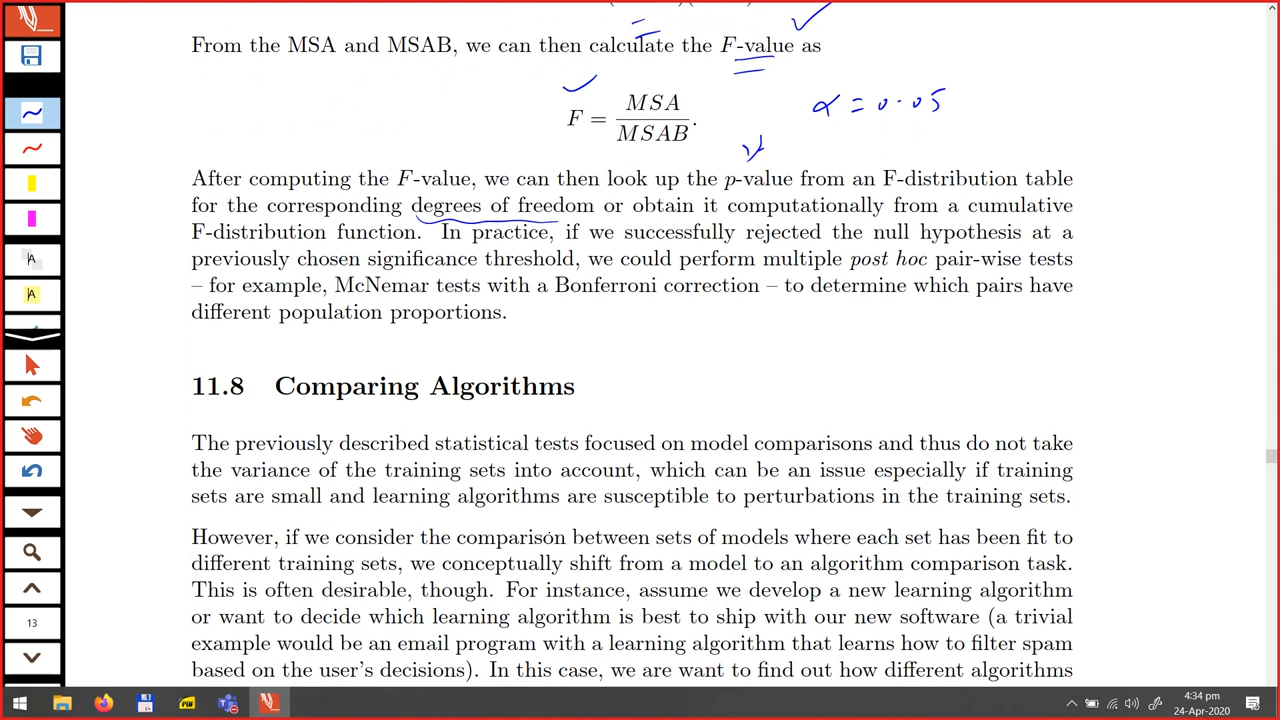 From the MSA and MSAB, we can then calculate the F-value as
F = MSA / MSAB.
α = 0.05
After computing the F-value, we can then look up the p-value from an F-distribution table
for the corresponding degrees of freedom or obtain it computationally from a cumulative
F-distribution function. In practice, if we successfully rejected the null hypothesis at a
previously chosen significance threshold, we could perform multiple post hoc pair-wise tests
– for example, McNemar tests with a Bonferroni correction – to determine which pairs have
different population proportions.
11.8 Comparing Algorithms
The previously described statistical tests focused on model comparisons and thus do not take
the variance of the training sets into account, which can be an issue especially if training
sets are small and learning algorithms are susceptible to perturbations in the training sets.
However, if we consider the comparison between sets of models where each set has been fit to
different training sets, we conceptually shift from a model to an algorithm comparison task.
This is often desirable, though. For instance, assume we develop a new learning algorithm
or want to decide which learning algorithm is best to ship with our new software (a trivial
example would be an email program with a learning algorithm that learns how to filter spam
based on the user's decisions). In this case, we are want to find out how different algorithms
A
A
13
PDF
4:34 pm
24-Apr-2020